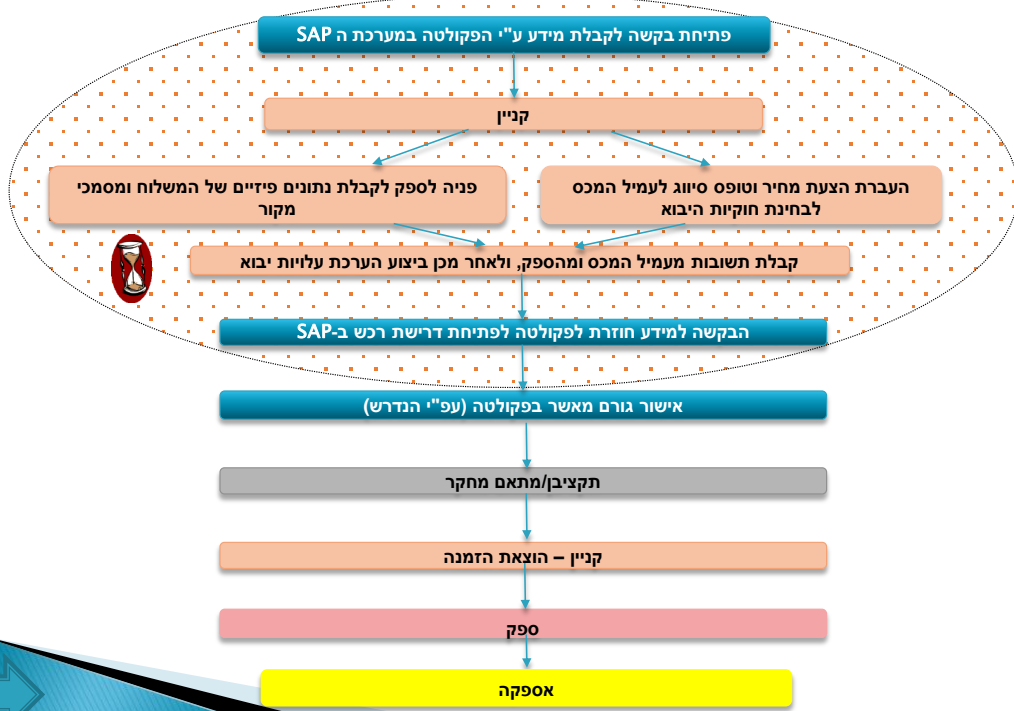 פתיחת בקשה לקבלת מידע ע"י הפקולטה במערכת ה SAP
קניין
העברת הצעת מחיר וטופס סיווג לעמיל המכס
לבחינת חוקיות היבוא
פניה לספק לקבלת נתונים פיזיים של המשלוח ומסמכי
מקור
קבלת תשובות מעמיל המכס ומהספק, ולאחר מכן ביצוע הערכת עלויות יבוא
הבקשה למידע חוזרת לפקולטה לפתיחת דרישת רכש ב-SAP
אישור גורם מאשר בפקולטה (עפ"י הנדרש)
תקציבן/מתאם מחקר
קניין – הוצאת הזמנה
ספק
אספקה